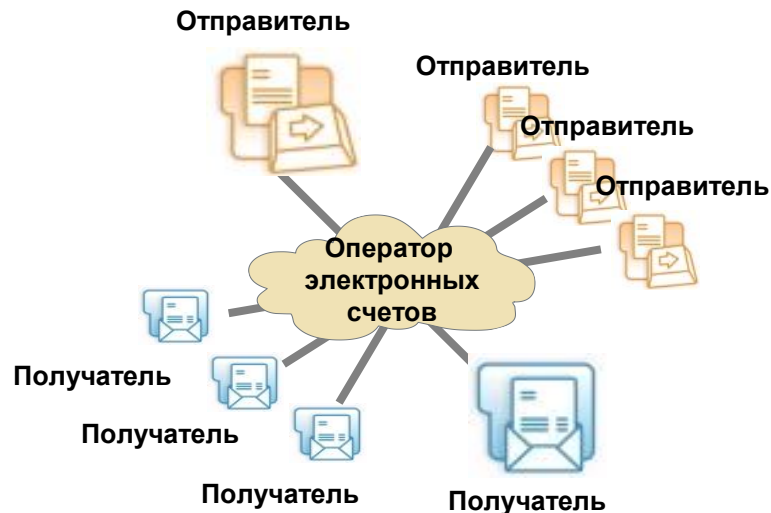 Отправитель
Отправитель
Отправитель
Отправитель
Оператор
электронных
счетов
Получатель
Получатель
Получатель
Получатель